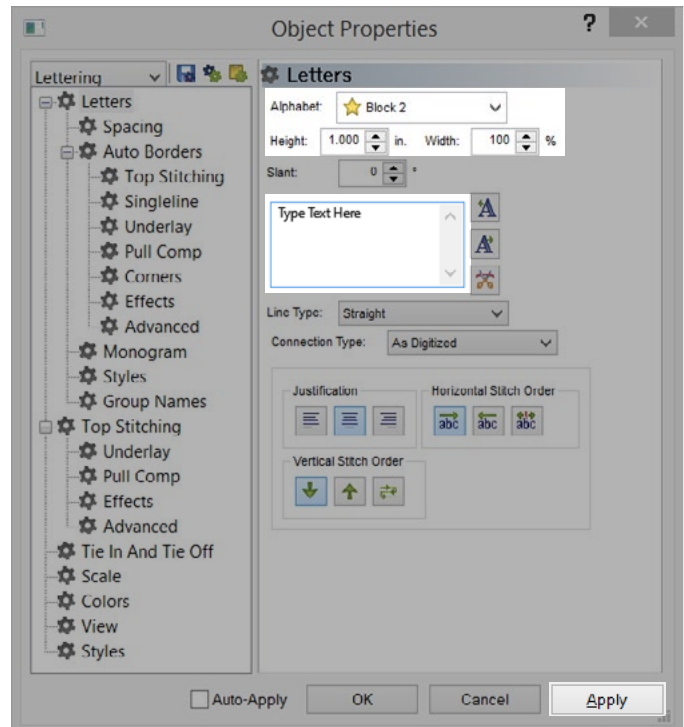 Object Properties ?
Lettering
Letters
Spacing
Auto Borders
Top Stitching
Singleline
Underlay
Pull Comp
Corners
Effects
Advanced
Monogram
Styles
Group Names
Top Stitching
Underlay
Pull Comp
Effects
Advanced
Tie In And Tie Off
Scale
Colors
View
Styles
Letters
Alphabet: Block 2
Height: 1.000 in. Width: 100 %
Slant: 0 °
Type Text Here
A
A
Line Type: Straight
Connection Type: As Digitized
Justification Horizontal Stitch Order
abc abc abc
Vertical Stitch Order
Auto-Apply OK Cancel Apply